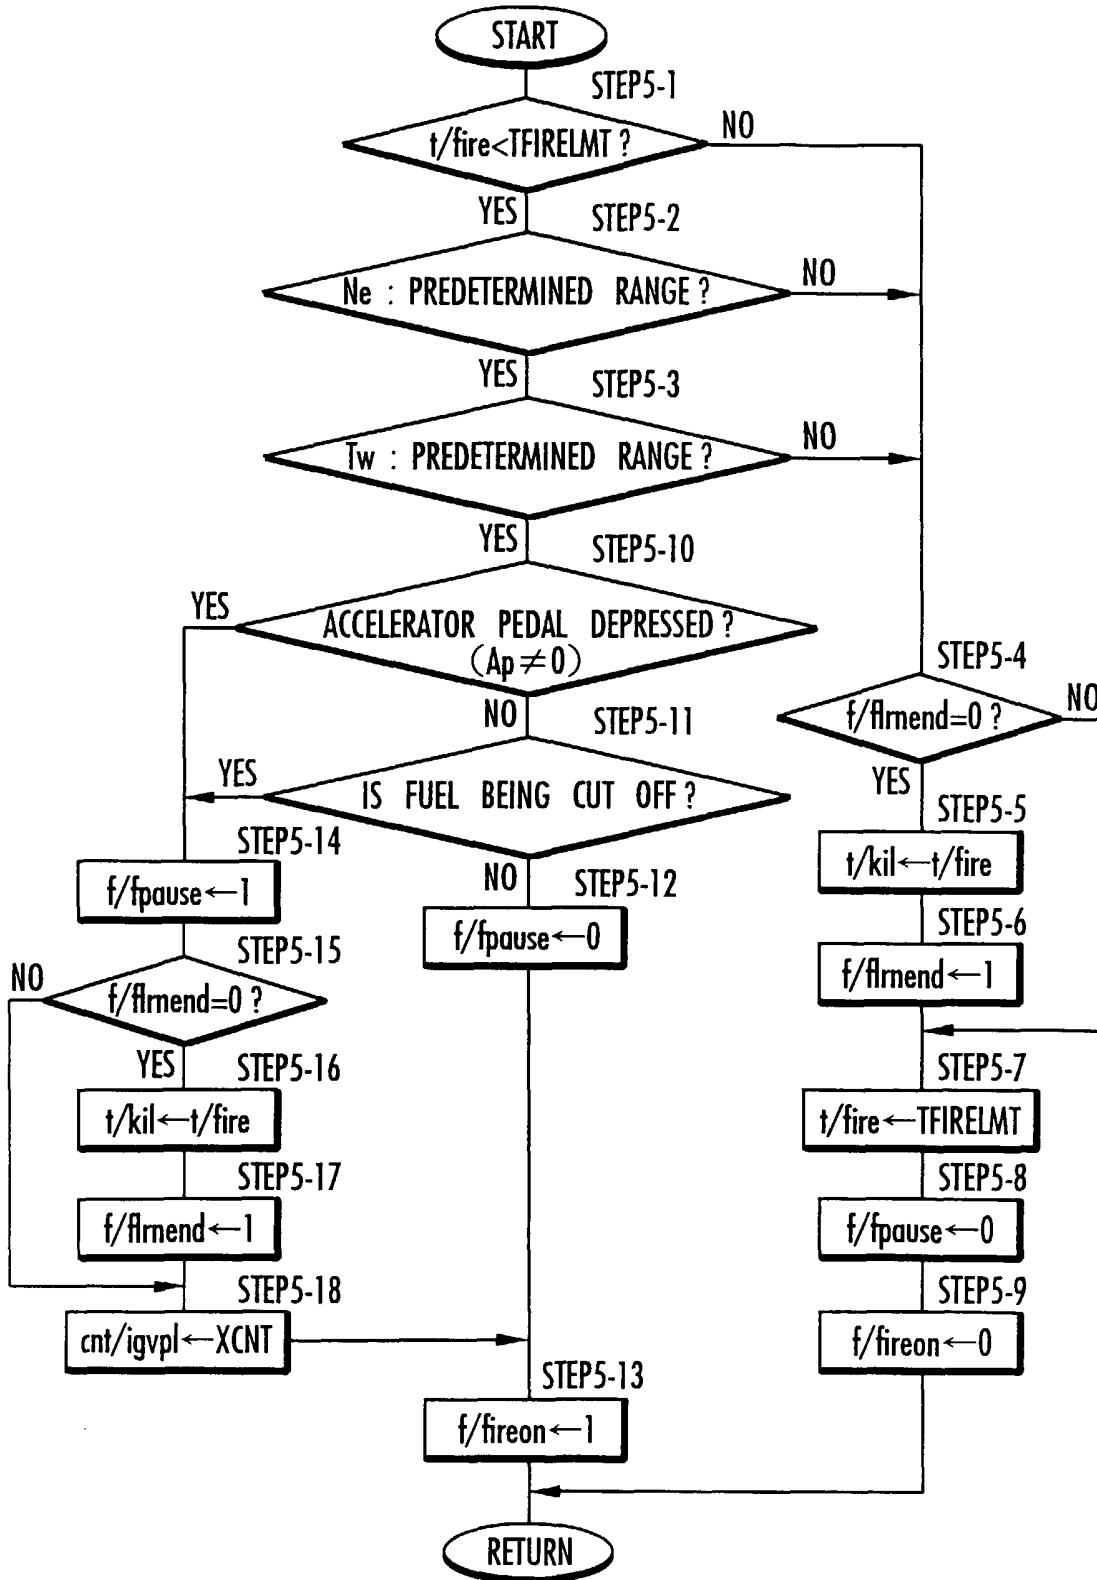 START
STEP5-1
t/fire<TFIRELMT ?
NO
YES
STEP5-2
Ne : PREDETERMINED RANGE ?
NO
YES
STEP5-3
Tw : PREDETERMINED RANGE ?
NO
YES
STEP5-10
YES
ACCELERATOR PEDAL DEPRESSED ?
(Ap≠0)
NO
STEP5-11
YES
IS FUEL BEING CUT OFF ?
NO
STEP5-12
f/fpause←0
STEP5-14
f/fpause←1
STEP5-15
NO
f/flrmend=0 ?
YES
STEP5-16
t/kil←t/fire
STEP5-17
f/flrmend←1
STEP5-18
cnt/igvpl←XCNT
STEP5-13
f/fireon←1
STEP5-4
NO
f/flrmend=0 ?
YES
STEP5-5
t/kil←t/fire
STEP5-6
f/flrmend←1
STEP5-7
t/fire←TFIRELMT
STEP5-8
f/fpause←0
STEP5-9
f/fireon←0
RETURN